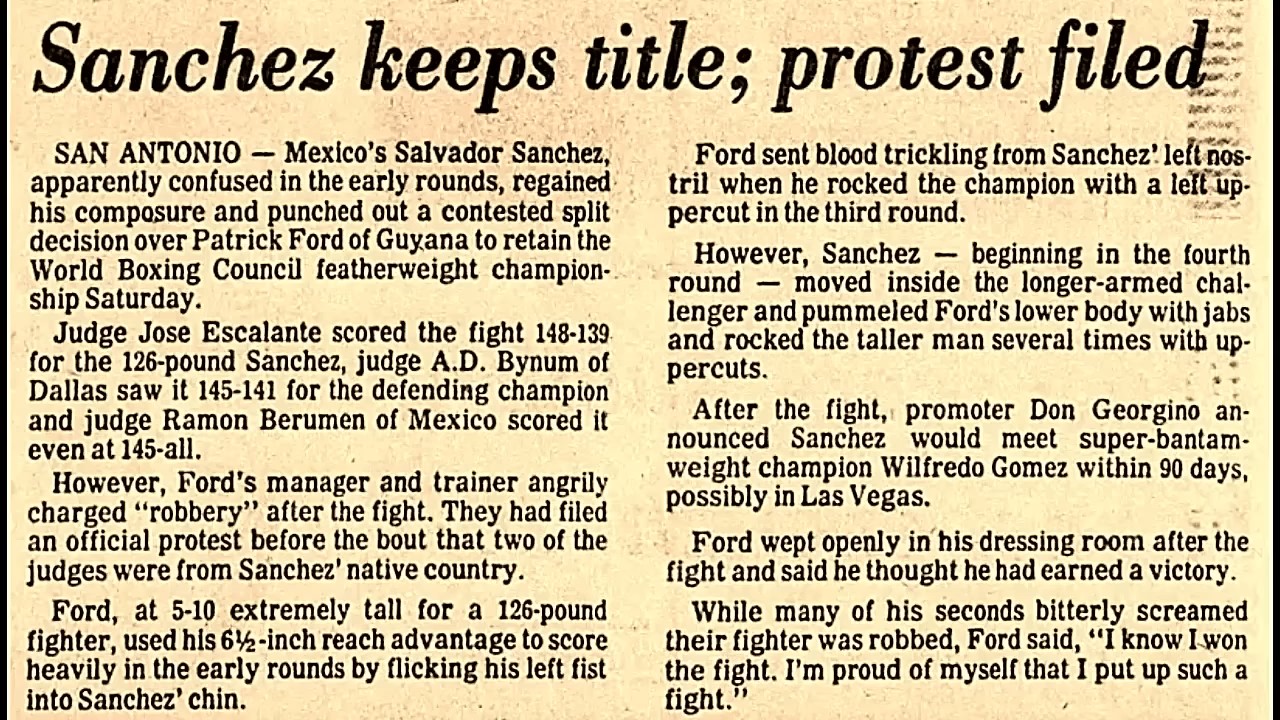 Sanchez keeps title; protest filed
SAN ANTONIO — Mexico's Salvador Sanchez,
apparently confused in the early rounds, regained
his composure and punched out a contested split
decision over Patrick Ford of Guyana to retain the
World Boxing Council featherweight champion-
ship Saturday.
Judge Jose Escalante scored the fight 148-139
for the 126-pound Sanchez, judge A.D. Bynum of
Dallas saw it 145-141 for the defending champion
and judge Ramon Berumen of Mexico scored it
even at 145-all.
However, Ford's manager and trainer angrily
charged "robbery" after the fight. They had filed
an official protest before the bout that two of the
judges were from Sanchez' native country.
Ford, at 5-10 extremely tall for a 126-pound
fighter, used his 6½-inch reach advantage to score
heavily in the early rounds by flicking his left fist
into Sanchez' chin.
Ford sent blood trickling from Sanchez' left nos-
tril when he rocked the champion with a left up-
percut in the third round.
However, Sanchez — beginning in the fourth
round — moved inside the longer-armed chal-
lenger and pummeled Ford's lower body with jabs
and rocked the taller man several times with up-
percuts.
After the fight, promoter Don Georgino an-
nounced Sanchez would meet super-bantam-
weight champion Wilfredo Gomez within 90 days,
possibly in Las Vegas.
Ford wept openly in his dressing room after the
fight and said he thought he had earned a victory.
While many of his seconds bitterly screamed
their fighter was robbed, Ford said, "I know I won
the fight. I'm proud of myself that I put up such a
fight."